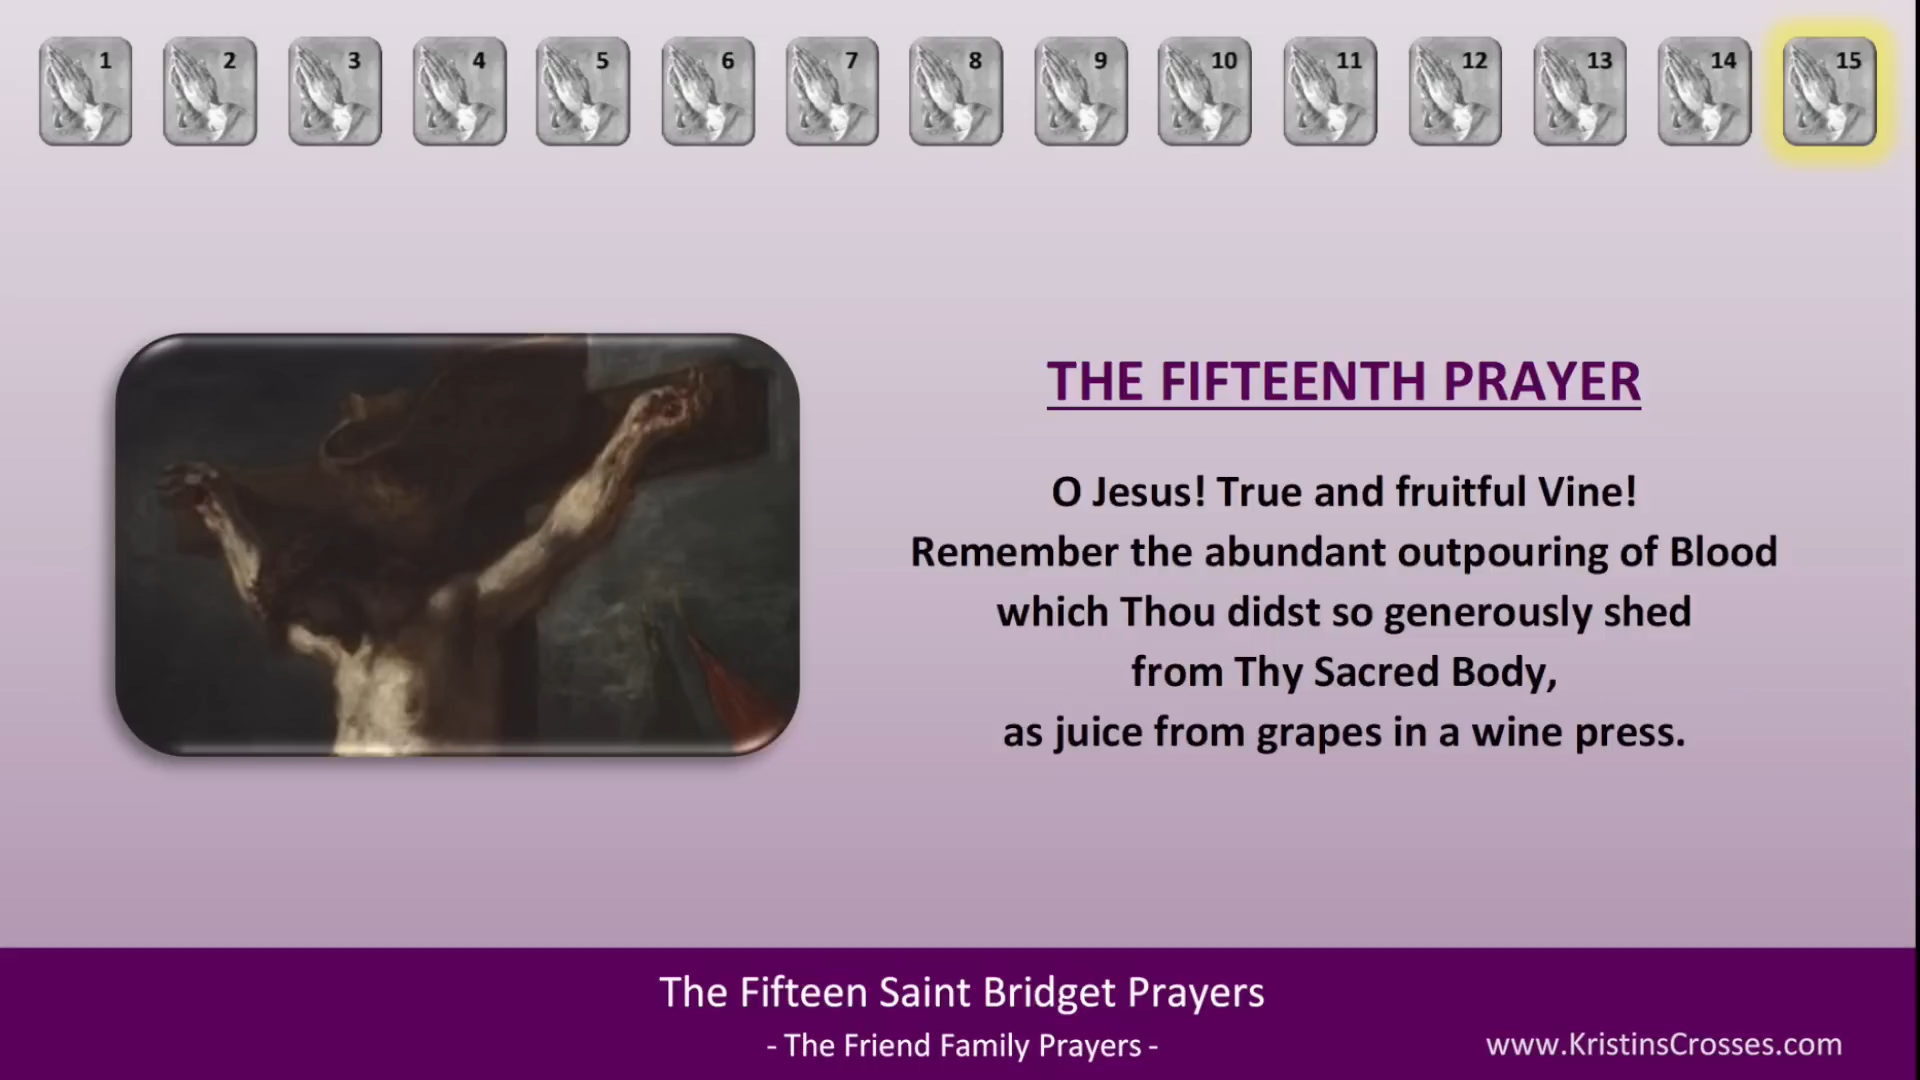 1 2 3 4 5 6 7 8 9 10 11 12 13 14 15
THE FIFTEENTH PRAYER
O Jesus! True and fruitful Vine!
Remember the abundant outpouring of Blood
which Thou didst so generously shed
from Thy Sacred Body,
as juice from grapes in a wine press.
The Fifteen Saint Bridget Prayers
- The Friend Family Prayers -
www.KristinsCrosses.com